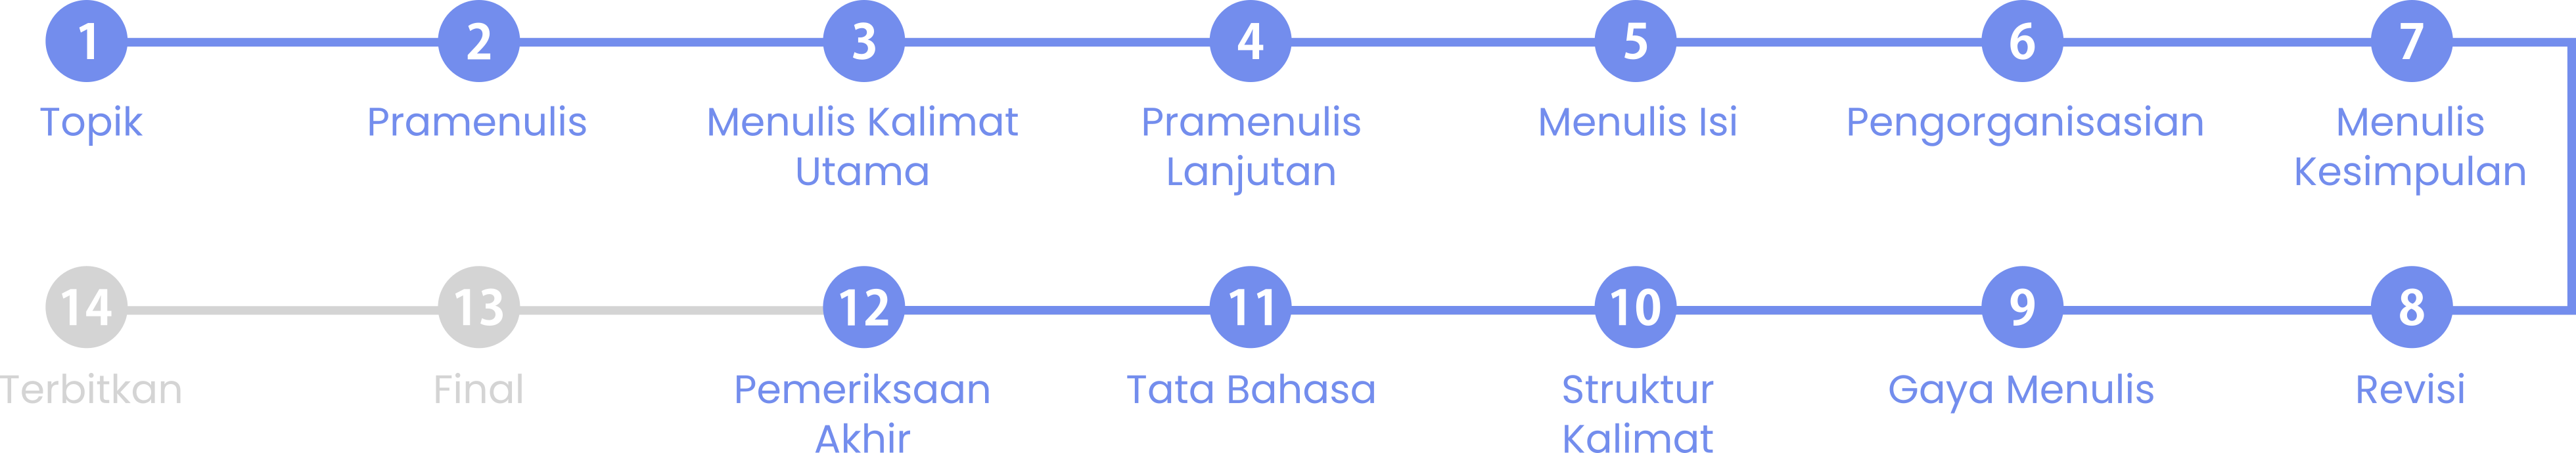 1
2
3
4
5
6
7
Topik
Pramenulis
Menulis Kalimat
Utama
Pramenulis
Lanjutan
Menulis Isi
Pengorganisasian
Menulis
Kesimpulan
14
13
12
11
10
9
8
Terbitkan
Final
Pemeriksaan
Akhir
Tata Bahasa
Struktur
Kalimat
Gaya Menulis
Revisi